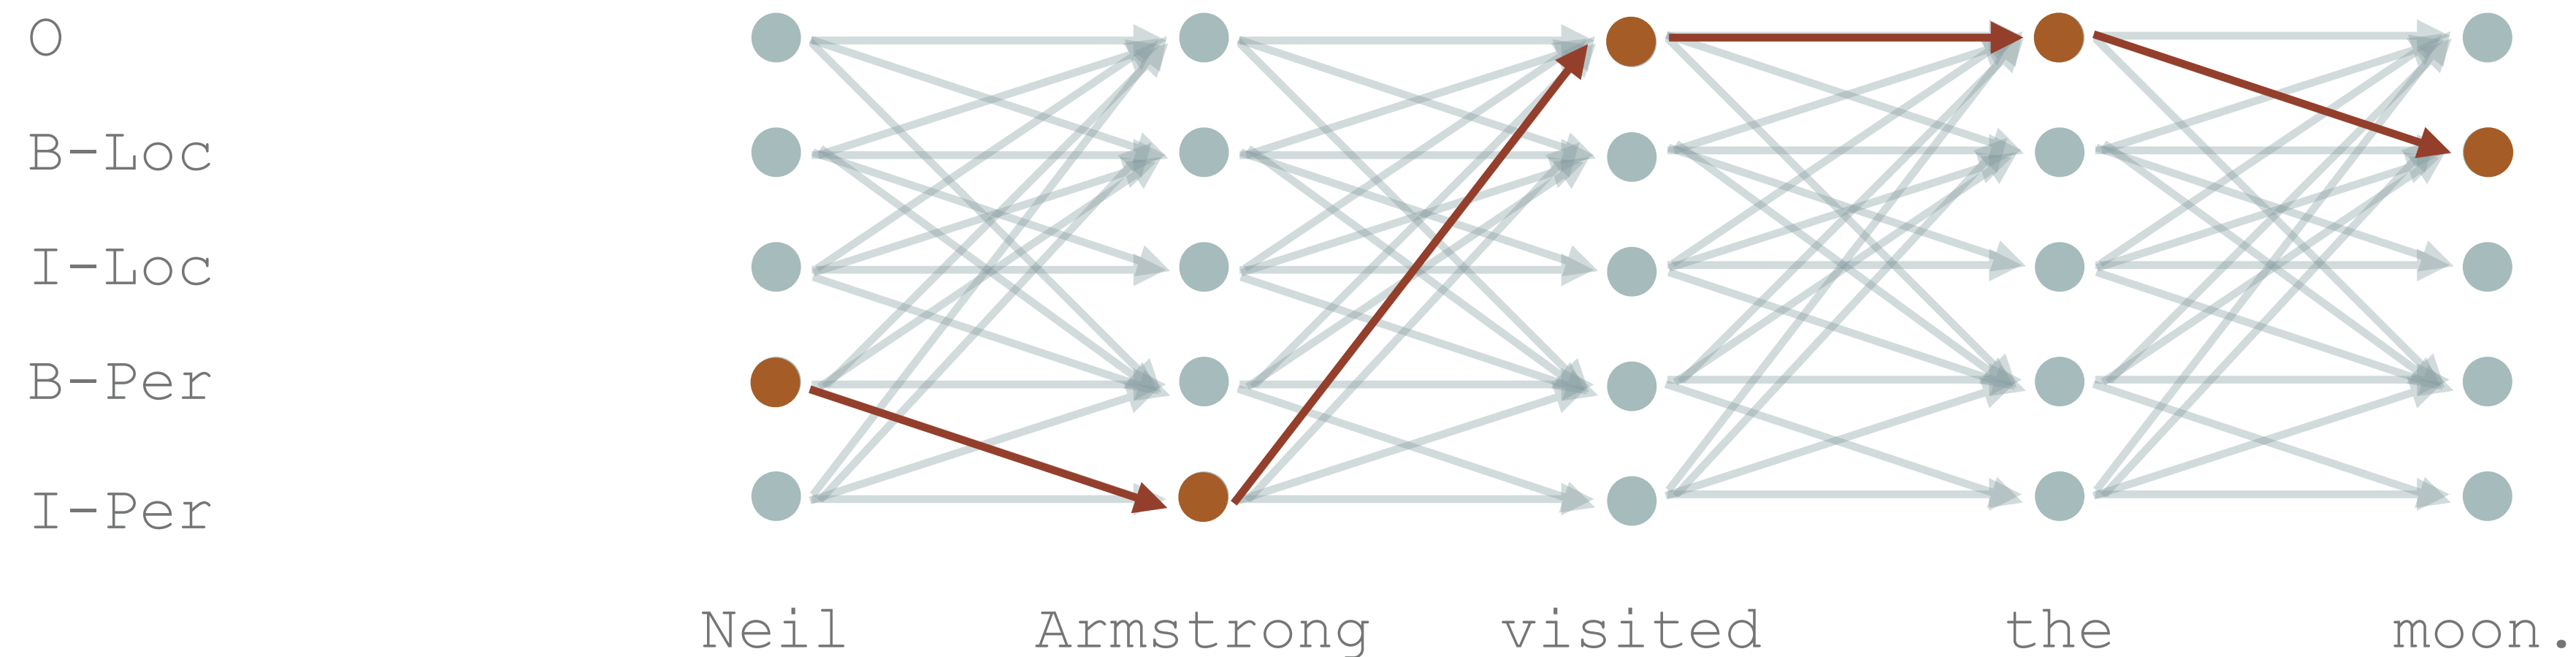 O
B-Loc
I-Loc
B-Per
I-Per
Neil Armstrong visited the moon.